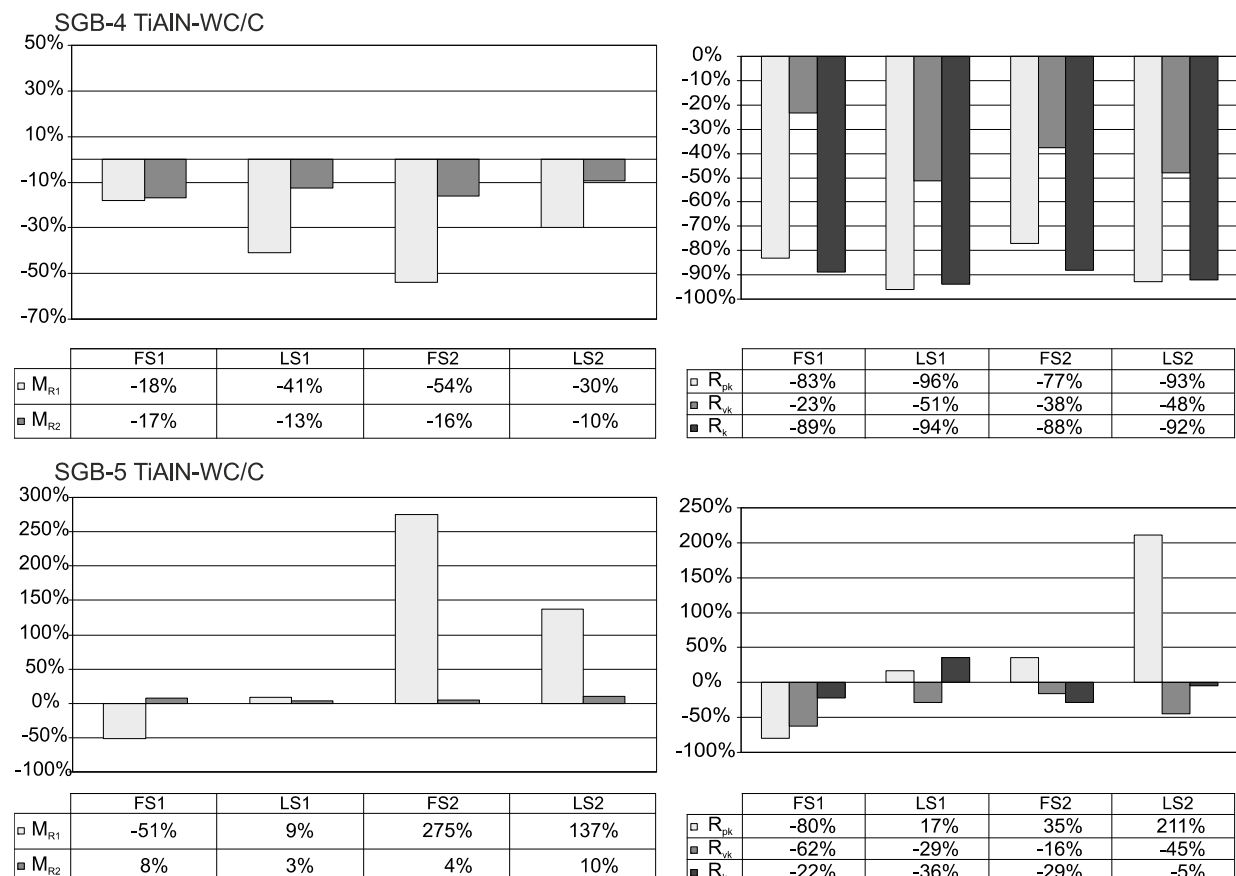 SGB-4 TiAlN-WC/C
50%
30%
10%
-10%
-30%
-50%
-70%
FS1 LS1 FS2 LS2
M_R1 -18% -41% -54% -30%
M_R2 -17% -13% -16% -10%
0%
-10%
-20%
-30%
-40%
-50%
-60%
-70%
-80%
-90%
-100%
FS1 LS1 FS2 LS2
R_pk -83% -96% -77% -93%
R_vk -23% -51% -38% -48%
R_k -89% -94% -88% -92%
SGB-5 TiAlN-WC/C
300%
250%
200%
150%
100%
50%
0%
-50%
-100%
FS1 LS1 FS2 LS2
M_R1 -51% 9% 275% 137%
M_R2 8% 3% 4% 10%
250%
200%
150%
100%
50%
0%
-50%
-100%
FS1 LS1 FS2 LS2
R_pk -80% 17% 35% 211%
R_vk -62% -29% -16% -45%
R -22% -36% -29% -5%